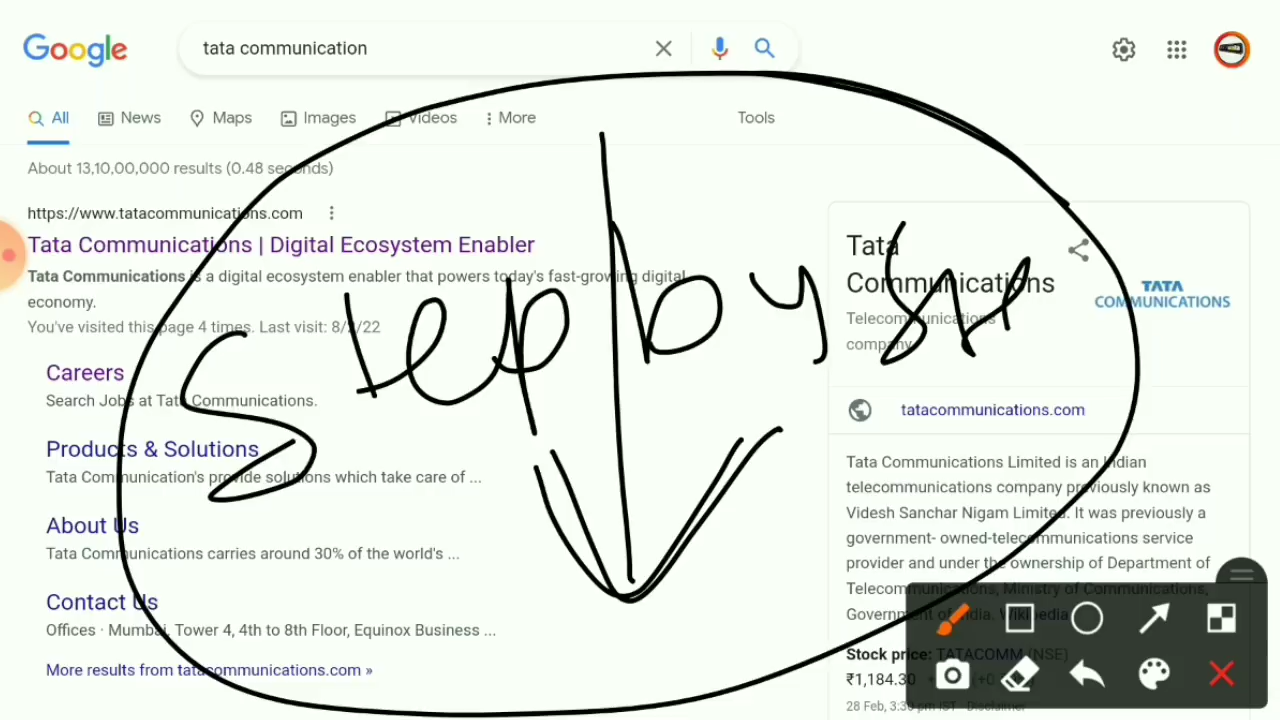 Google
tata communication
All News Maps Images Videos More Tools
About 13,10,00,000 results (0.48 seconds)
https://www.tatacommunications.com
Tata Communications | Digital Ecosystem Enabler
Tata Communications is a digital ecosystem enabler that powers today's fast-growing digital
economy.
You've visited this page 4 times. Last visit: 8/2/22
Careers
Search Jobs at Tata Communications.
Products & Solutions
Tata Communication's provide solutions which take care of ...
About Us
Tata Communications carries around 30% of the world's ...
Contact Us
Offices · Mumbai, Tower 4, 4th to 8th Floor, Equinox Business ...
More results from tatacommunications.com »
Step by Ste
Tata
Communications
Telecommunications
company
TATA
COMMUNICATIONS
tatacommunications.com
Tata Communications Limited is an Indian
telecommunications company previously known as
Videsh Sanchar Nigam Limited. It was previously a
government- owned-telecommunications service
provider and under the ownership of Department of
Telecommunications, Ministry of Communications,
Government of India. Wikipedia
Stock price: TATACOMM (NSE)
₹1,184.30
28 Feb, 3:30 pm IST - Disclaimer